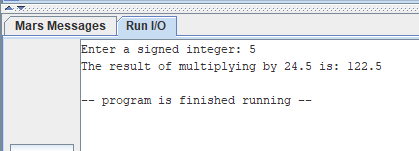 Mars Messages Run I/O
Enter a signed integer: 5
The result of multiplying by 24.5 is: 122.5
-- program is finished running --